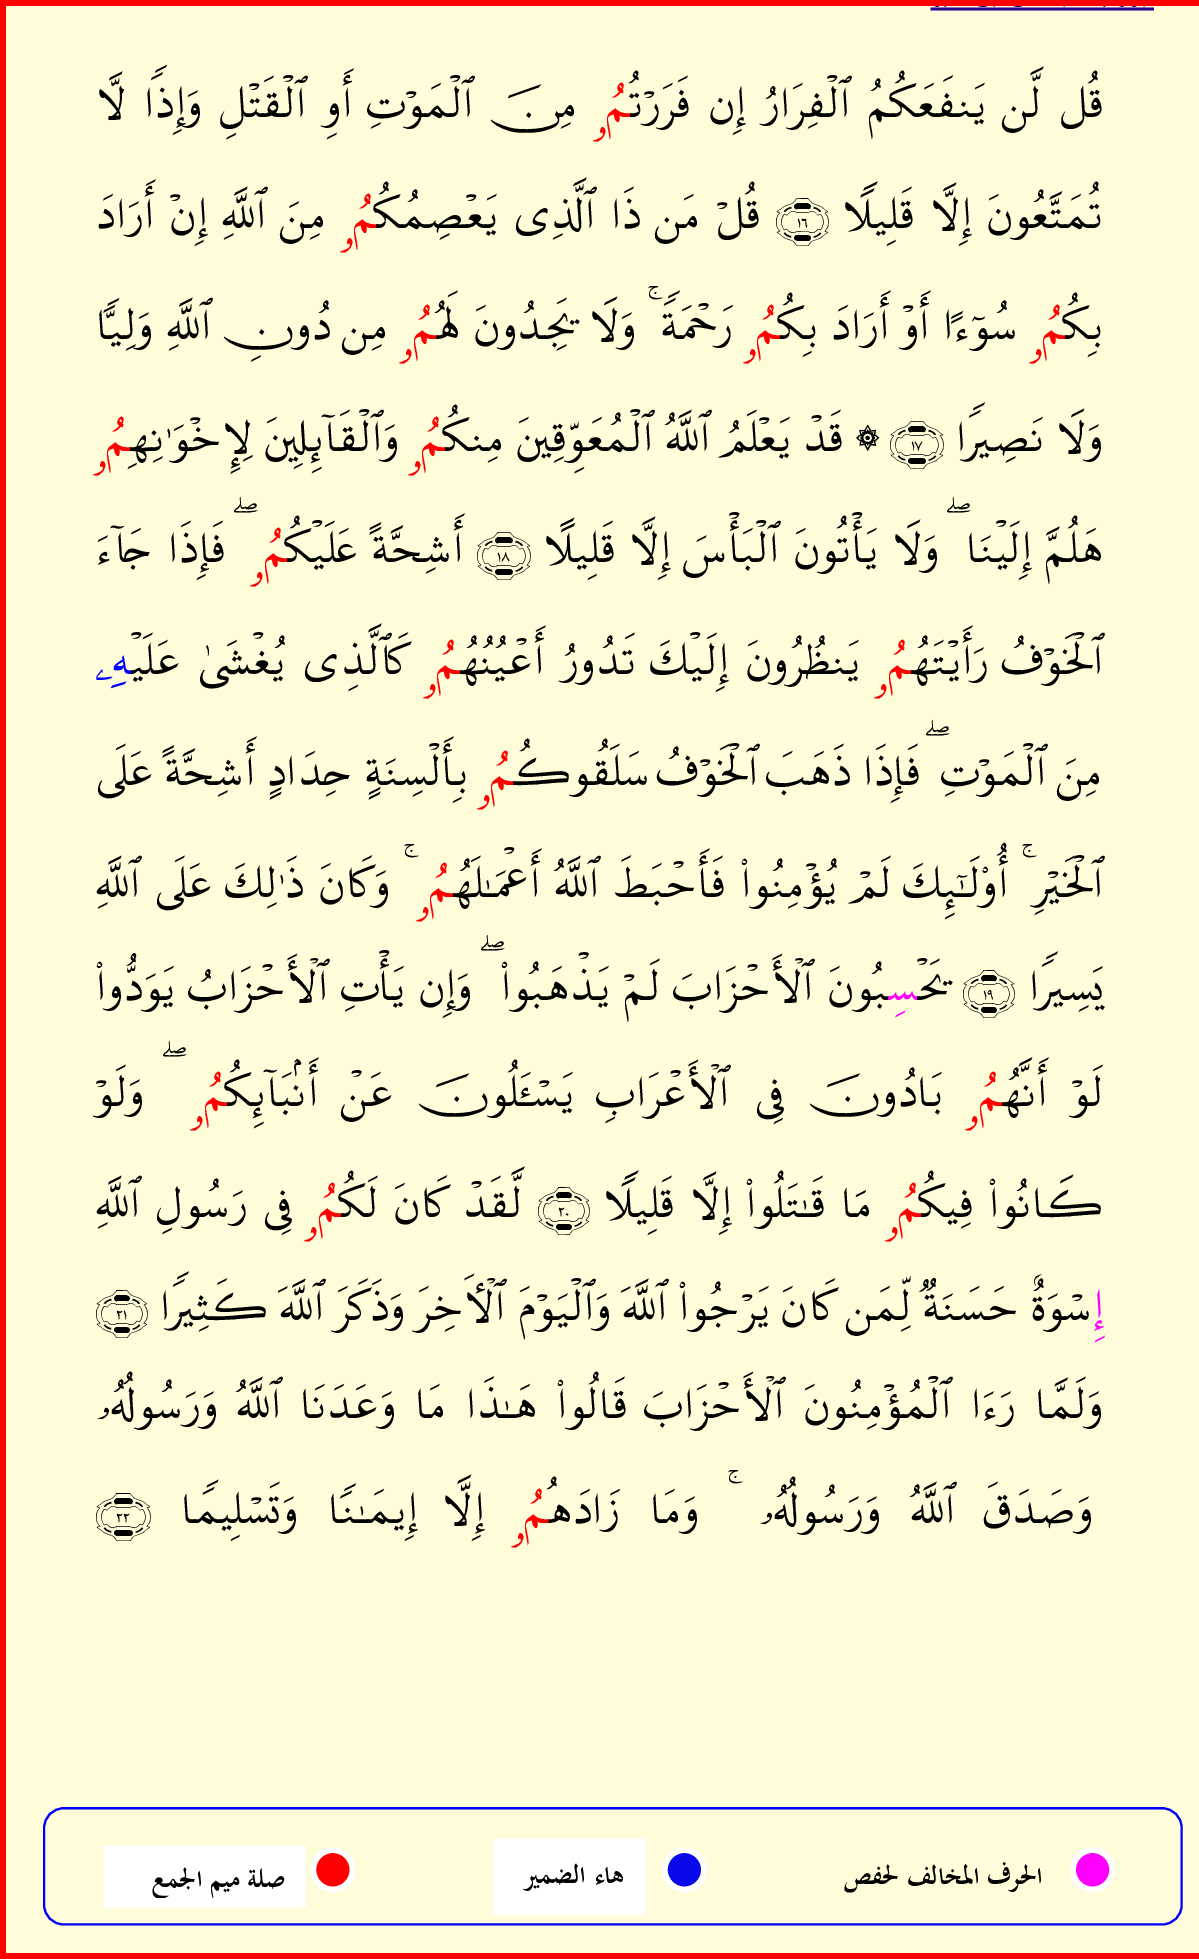 قُل لَّن يَنفَعَكُمُ ٱلْفِرَارُ إِن فَرَرْتُمُۥ مِنَ ٱلْمَوْتِ أَوِ ٱلْقَتْلِ وَإِذًا لَّا
تُمَتَّعُونَ إِلَّا قَلِيلًا ١٦ قُلْ مَن ذَا ٱلَّذِى يَعْصِمُكُمُۥ مِنَ ٱللَّهِ إِنْ أَرَادَ
بِكُمُۥ سُوٓءًا أَوْ أَرَادَ بِكُمُۥ رَحْمَةً ۚ وَلَا يَجِدُونَ لَهُمُۥ مِن دُونِ ٱللَّهِ وَلِيًّا
وَلَا نَصِيرًا ١٧ ۞ قَدْ يَعْلَمُ ٱللَّهُ ٱلْمُعَوِّقِينَ مِنكُمُۥ وَٱلْقَآئِلِينَ لِإِخْوَٰنِهِمُۥ
هَلُمَّ إِلَيْنَا ۖ وَلَا يَأْتُونَ ٱلْبَأْسَ إِلَّا قَلِيلًا ١٨ أَشِحَّةً عَلَيْكُمُۥ ۖ فَإِذَا جَآءَ
ٱلْخَوْفُ رَأَيْتَهُمُۥ يَنظُرُونَ إِلَيْكَ تَدُورُ أَعْيُنُهُمُۥ كَٱلَّذِى يُغْشَىٰ عَلَيْهِۦ
مِنَ ٱلْمَوْتِ ۖ فَإِذَا ذَهَبَ ٱلْخَوْفُ سَلَقُوكُمُۥ بِأَلْسِنَةٍ حِدَادٍ أَشِحَّةً عَلَى
ٱلْخَيْرِ ۚ أُو۟لَٰٓئِكَ لَمْ يُؤْمِنُوا۟ فَأَحْبَطَ ٱللَّهُ أَعْمَٰلَهُمُۥ ۚ وَكَانَ ذَٰلِكَ عَلَى ٱللَّهِ
يَسِيرًا ١٩ يَحْسِبُونَ ٱلْأَحْزَابَ لَمْ يَذْهَبُوا۟ ۖ وَإِن يَأْتِ ٱلْأَحْزَابُ يَوَدُّوا۟
لَوْ أَنَّهُمُۥ بَادُونَ فِى ٱلْأَعْرَابِ يَسْـَٔلُونَ عَنْ أَنۢبَآئِكُمُۥ ۖ وَلَوْ
كَانُوا۟ فِيكُمُۥ مَا قَٰتَلُوا۟ إِلَّا قَلِيلًا ٢٠ لَّقَدْ كَانَ لَكُمُۥ فِى رَسُولِ ٱللَّهِ
إِسْوَةٌ حَسَنَةٌ لِّمَن كَانَ يَرْجُوا۟ ٱللَّهَ وَٱلْيَوْمَ ٱلْـَٔاخِرَ وَذَكَرَ ٱللَّهَ كَثِيرًا ٢١
وَلَمَّا رَءَا ٱلْمُؤْمِنُونَ ٱلْأَحْزَابَ قَالُوا۟ هَٰذَا مَا وَعَدَنَا ٱللَّهُ وَرَسُولُهُۥ
وَصَدَقَ ٱللَّهُ وَرَسُولُهُۥ ۚ وَمَا زَادَهُمُۥ إِلَّا إِيمَٰنًا وَتَسْلِيمًا ٢٢
الحرف المخالف لحفص هاء الضمير صلة ميم الجمع